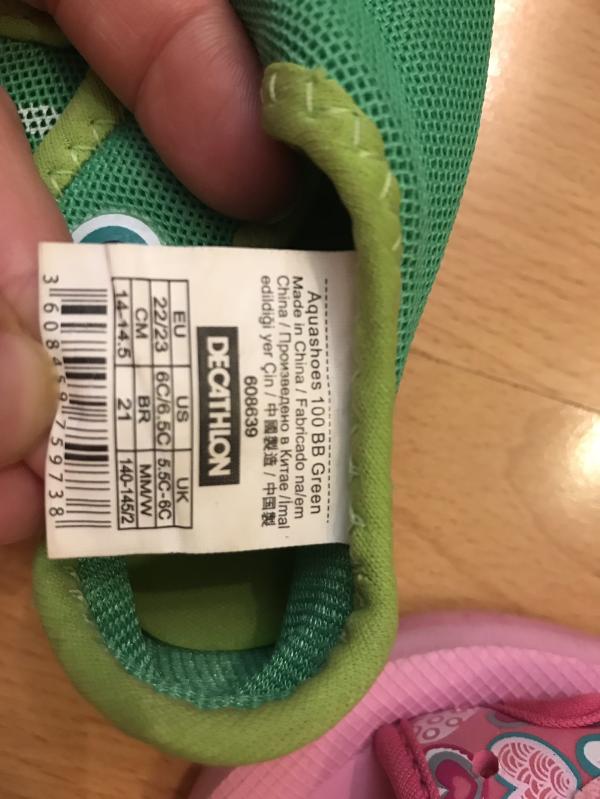 Aquashoes 100 BB Green
Made in China / Fabricado na/em
China / Произведено в Китае /İmal
edildiği yer Çin / 中國製造 / 中国製
608639
DECATHLON
EU US UK
22/23 6C/6.5C 5.5C-6C
CM BR MM/W
14-14.5 21 140-145/2
3 608459 759738